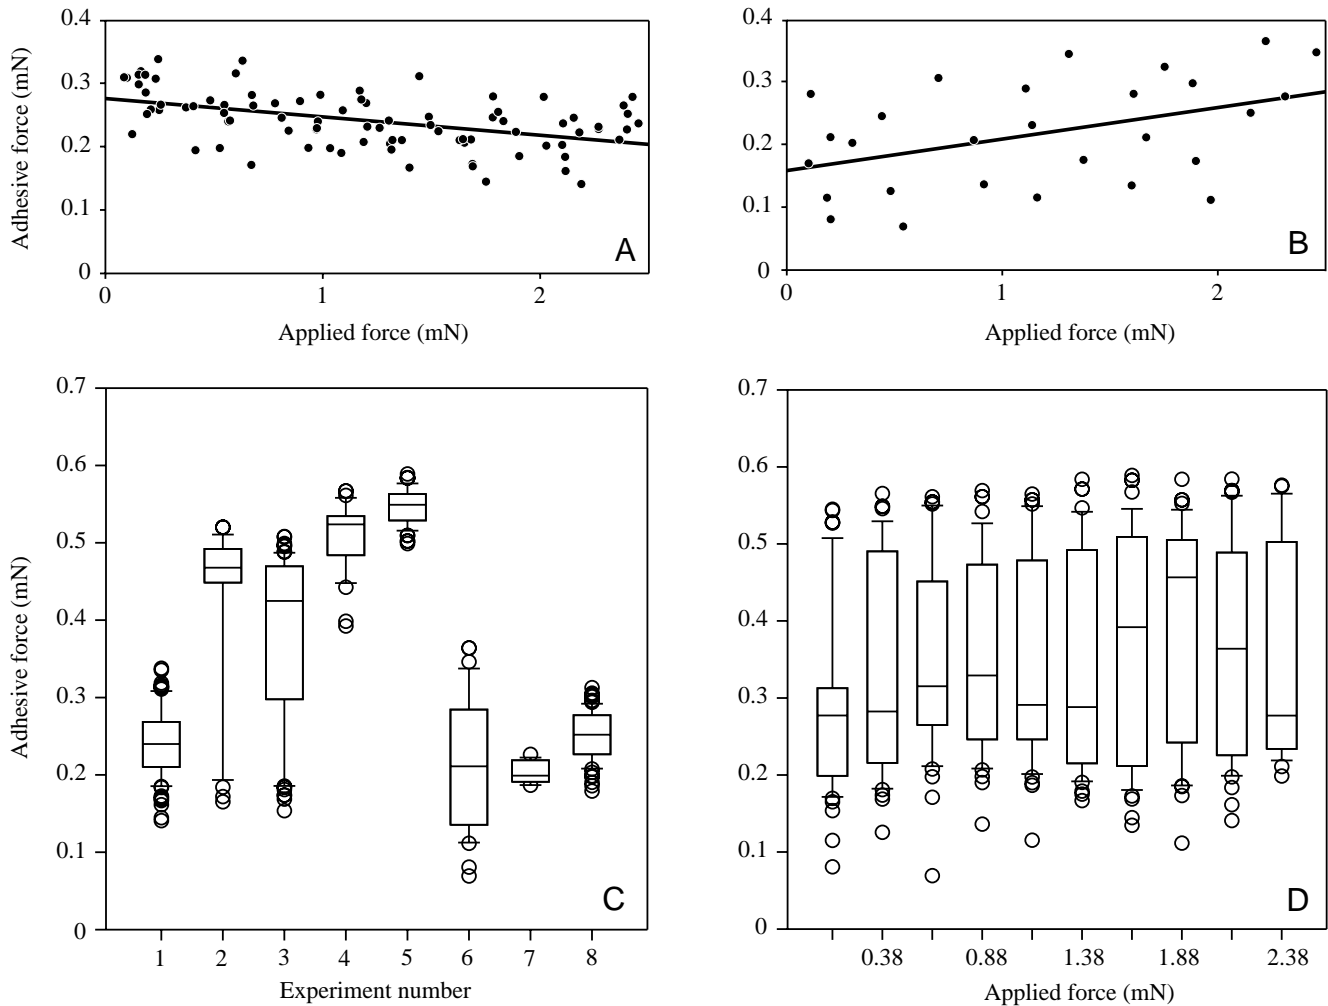 0.4
0.3
0.2
0.1
0
0
1
2
Adhesive force (mN)
Applied force (mN)
A
0.4
0.3
0.2
0.1
0
0
1
2
Applied force (mN)
B
0.7
0.6
0.5
0.4
0.3
0.2
0.1
0
1 2 3 4 5 6 7 8
Adhesive force (mN)
Experiment number
C
0.7
0.6
0.5
0.4
0.3
0.2
0.1
0
0.38 0.88 1.38 1.88 2.38
Applied force (mN)
D